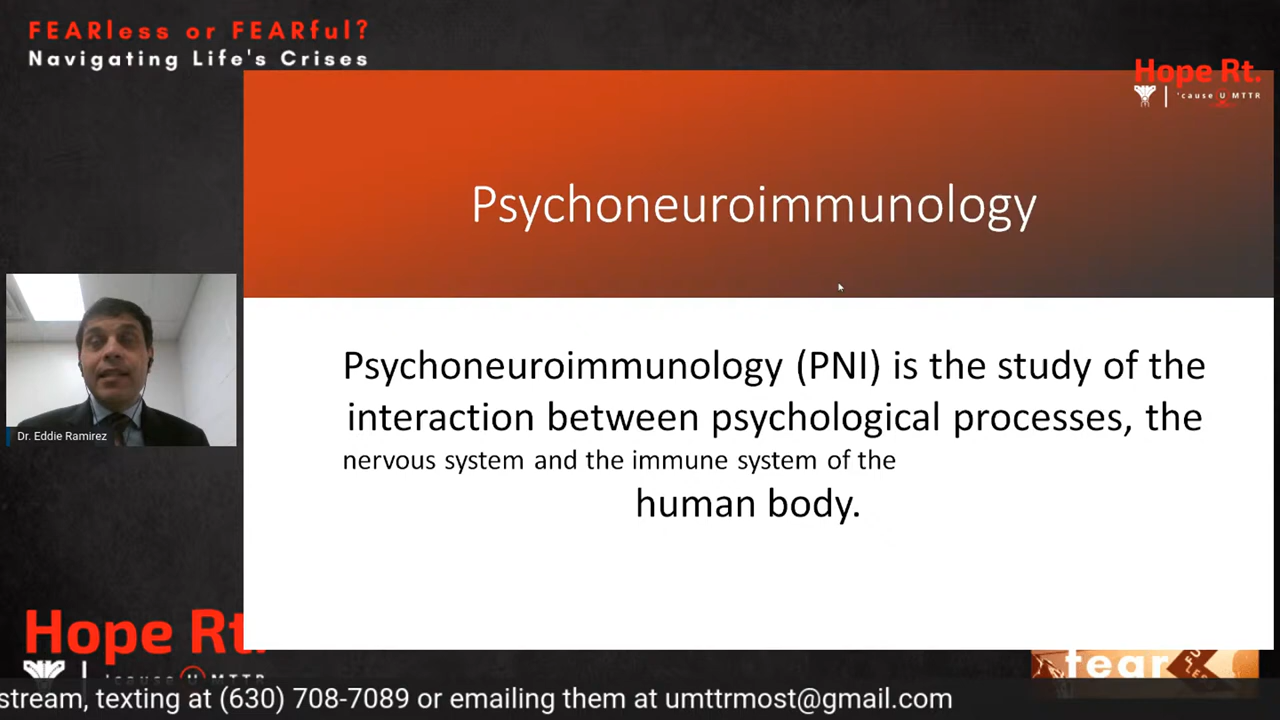 FEARless or FEARful?
Navigating Life's Crises
Hope Rt.
'cause U MTTR
Psychoneuroimmunology
Psychoneuroimmunology (PNI) is the study of the
interaction between psychological processes, the
nervous system and the immune system of the
human body.
Dr. Eddie Ramirez
Hope Rt.
'cause U MTTR
fear
stream, texting at (630) 708-7089 or emailing them at umttrmost@gmail.com